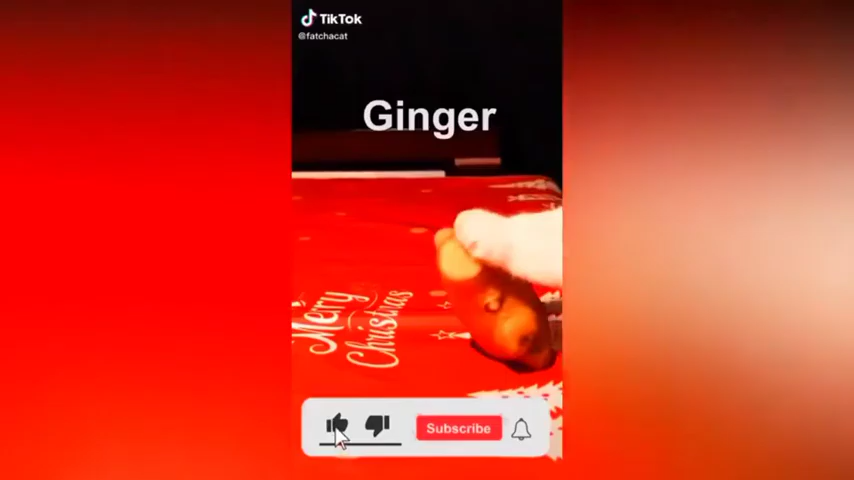 TikTok
@fatchacat
Ginger
Merry
Christmas
Subscribe